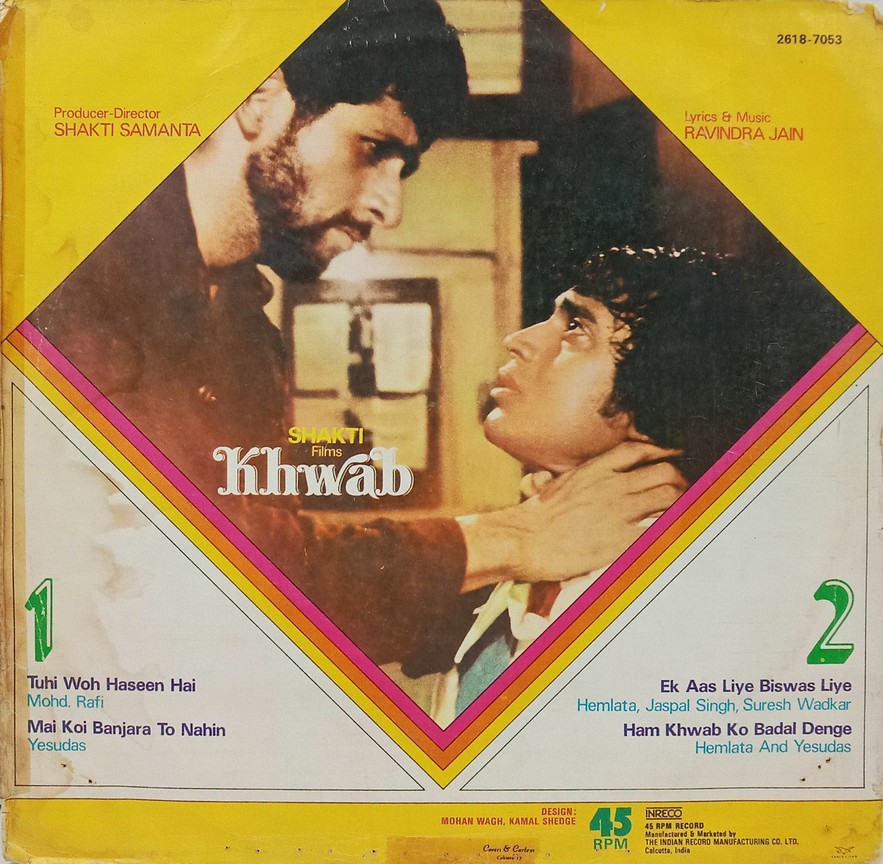 2618-7053
Producer-Director
SHAKTI SAMANTA
Lyrics & Music
RAVINDRA JAIN
SHAKTI
Films
Khwab
1
Tuhi Woh Haseen Hai
Mohd. Rafi
Mai Koi Banjara To Nahin
Yesudas
2
Ek Aas Liye Biswas Liye
Hemlata, Jaspal Singh, Suresh Wadkar
Ham Khwab Ko Badal Denge
Hemlata And Yesudas
DESIGN:
MOHAN WAGH, KAMAL SHEDGE
45
RPM
INRECO
45 RPM RECORD
Manufactured & Marketed by
THE INDIAN RECORD MANUFACTURING CO. LTD.
Calcutta, India